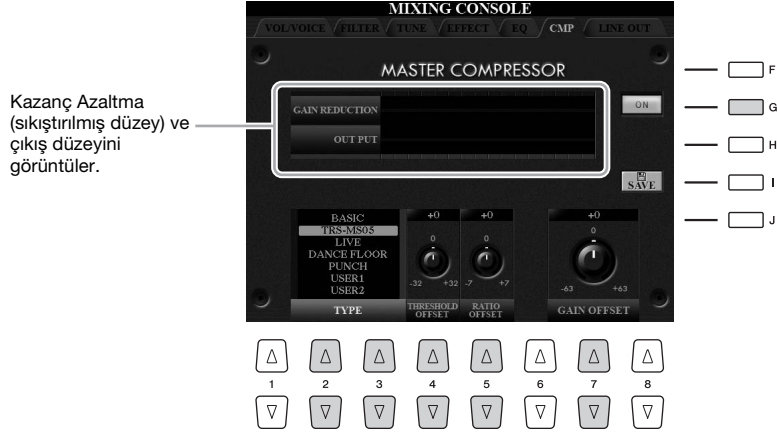 MIXING CONSOLE
VOL/VOICE FILTER TUNE EFFECT EQ CMP LINE OUT
MASTER COMPRESSOR
Kazanç Azaltma
(sıkıştırılmış düzey) ve
çıkış düzeyini
görüntüler.
GAIN REDUCTION
OUT PUT
ON
SAVE
F
G
H
I
J
BASIC
TRS-MS05
LIVE
DANCE FLOOR
PUNCH
USER1
USER2
TYPE
+0 +0 +0
0 0 0
-32 +32 -7 +7 -63 +63
THRESHOLD OFFSET
RATIO OFFSET
GAIN OFFSET
1 2 3 4 5 6 7 8